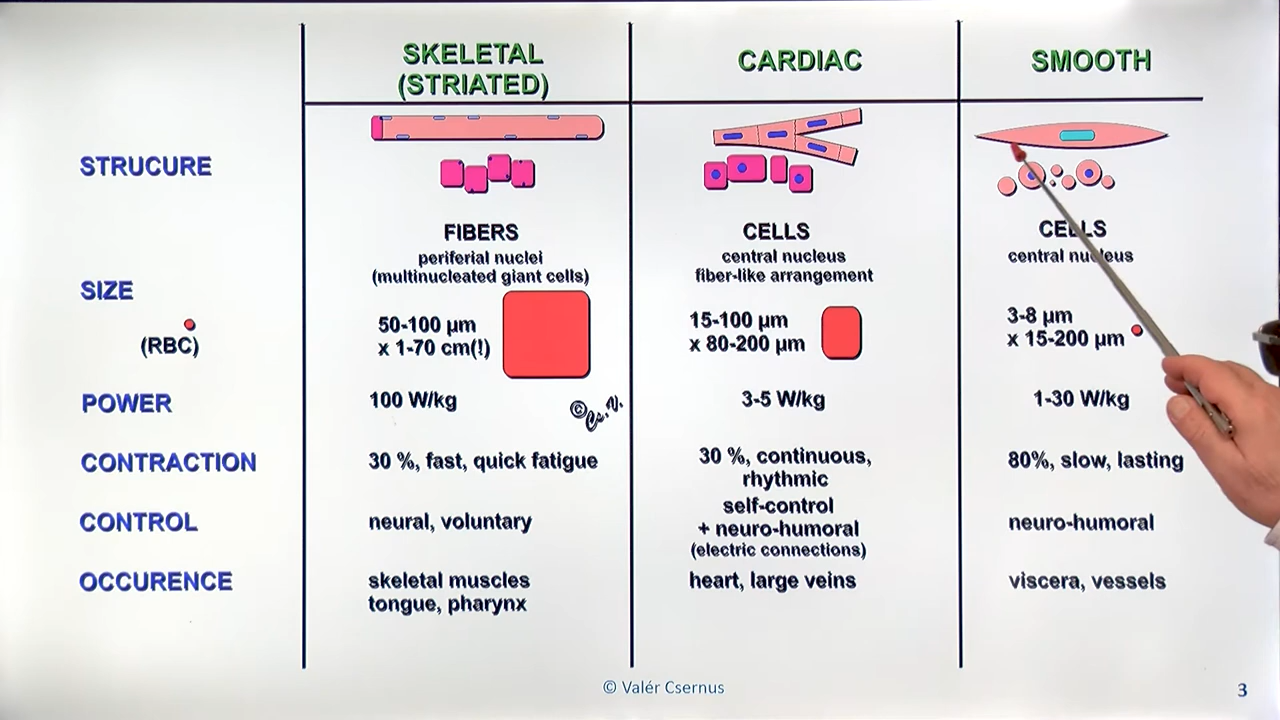 SKELETAL
(STRIATED)
CARDIAC
SMOOTH
STRUCURE
FIBERS
periferial nuclei
(multinucleated giant cells)
CELLS
central nucleus
fiber-like arrangement
CELLS
central nucleus
SIZE
(RBC)
50-100 µm
x 1-70 cm(!)
15-100 µm
x 80-200 µm
3-8 µm
x 15-200 µm
POWER
100 W/kg
© Cs.V.
3-5 W/kg
1-30 W/kg
CONTRACTION
30 %, fast, quick fatigue
30 %, continuous,
rhythmic
80%, slow, lasting
CONTROL
neural, voluntary
self-control
+ neuro-humoral
(electric connections)
neuro-humoral
OCCURENCE
skeletal muscles
tongue, pharynx
heart, large veins
viscera, vessels
© Valér Csernus
3